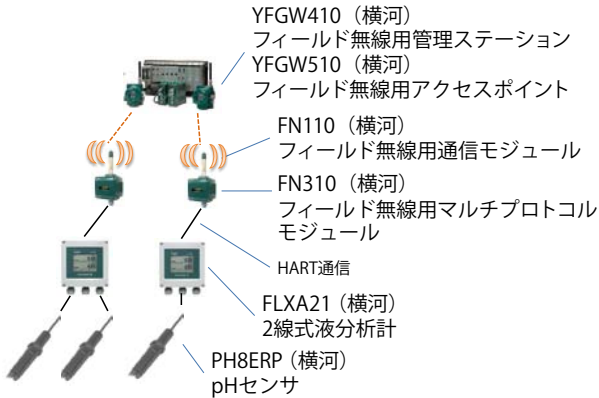 YFGW410（横河）
フィールド無線用管理ステーション
YFGW510（横河）
フィールド無線用アクセスポイント
FN110（横河）
フィールド無線用通信モジュール
FN310（横河）
フィールド無線用マルチプロトコル
モジュール
HART通信
FLXA21（横河）
2線式液分析計
PH8ERP（横河）
pHセンサ